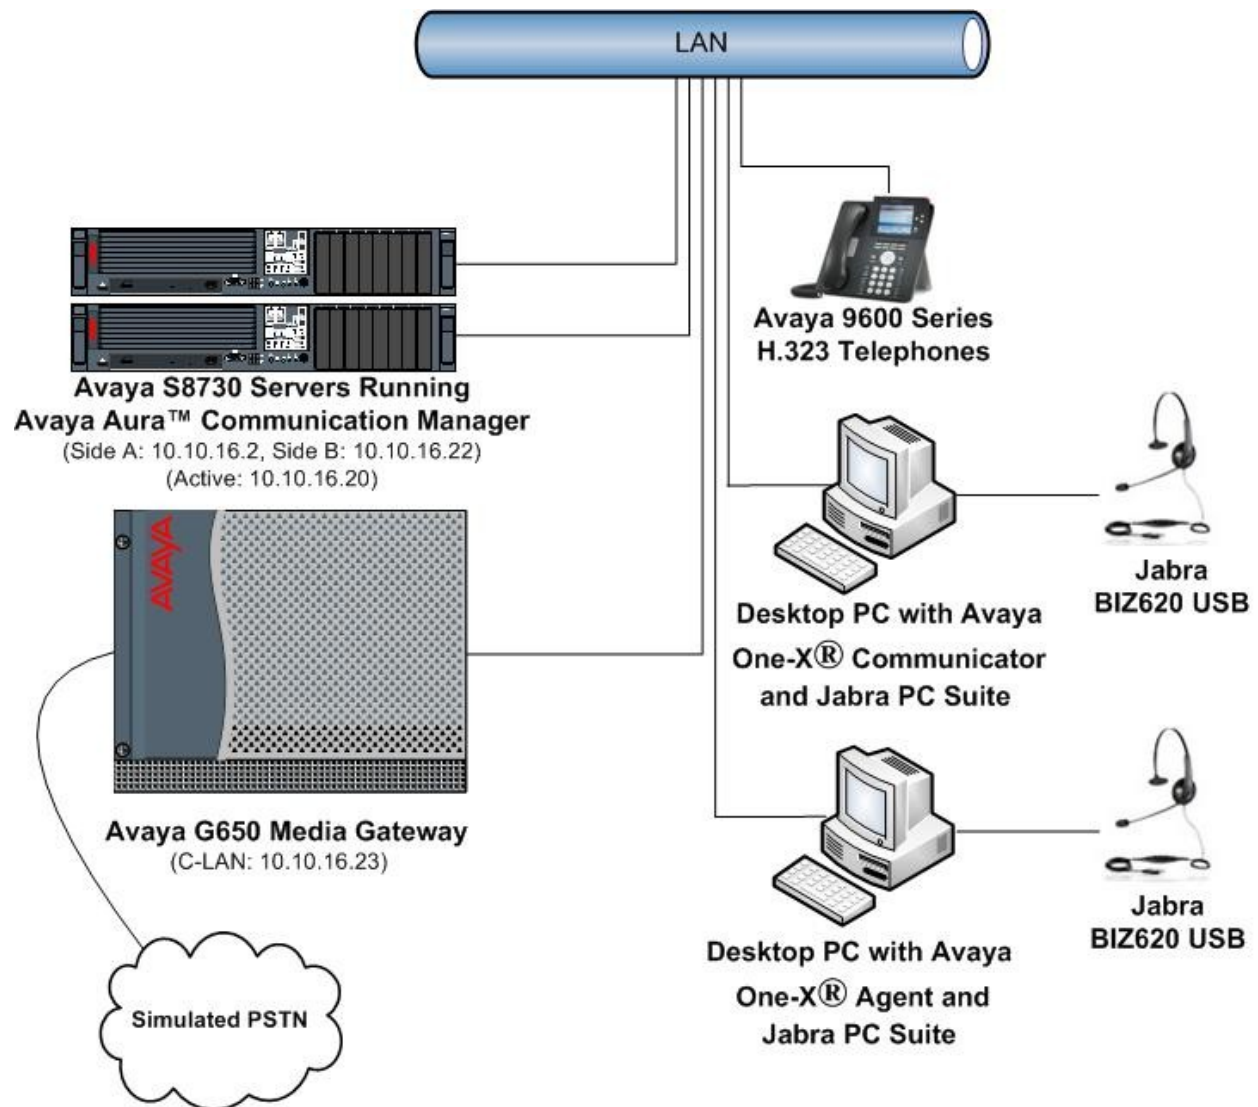 LAN
Avaya 9600 Series
H.323 Telephones
Avaya S8730 Servers Running
Avaya Aura™ Communication Manager
(Side A: 10.10.16.2, Side B: 10.10.16.22)
(Active: 10.10.16.20)
Jabra
BIZ620 USB
Desktop PC with Avaya
One-X® Communicator
and Jabra PC Suite
AVAYA
Avaya G650 Media Gateway
(C-LAN: 10.10.16.23)
Jabra
BIZ620 USB
Desktop PC with Avaya
One-X® Agent and
Jabra PC Suite
Simulated PSTN